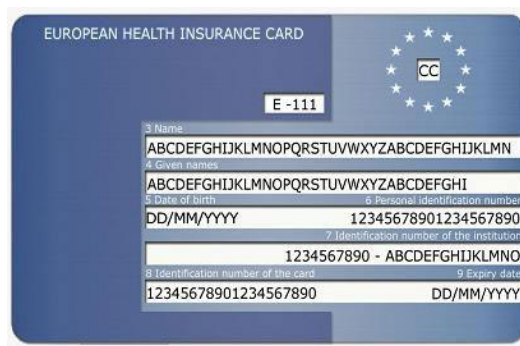 EUROPEAN HEALTH INSURANCE CARD
CC
E -111
3 Name
ABCDEFGHIJKLMNOPQRSTUVWXYZABCDEFGHIJKLMN
4 Given names
ABCDEFGHIJKLMNOPQRSTUVWXYZABCDEFGHI
5 Date of birth 6 Personal identification number
DD/MM/YYYY 12345678901234567890
7 Identification number of the institution
1234567890 - ABCDEFGHIJKLMNO
8 Identification number of the card 9 Expiry date
12345678901234567890 DD/MM/YYYY